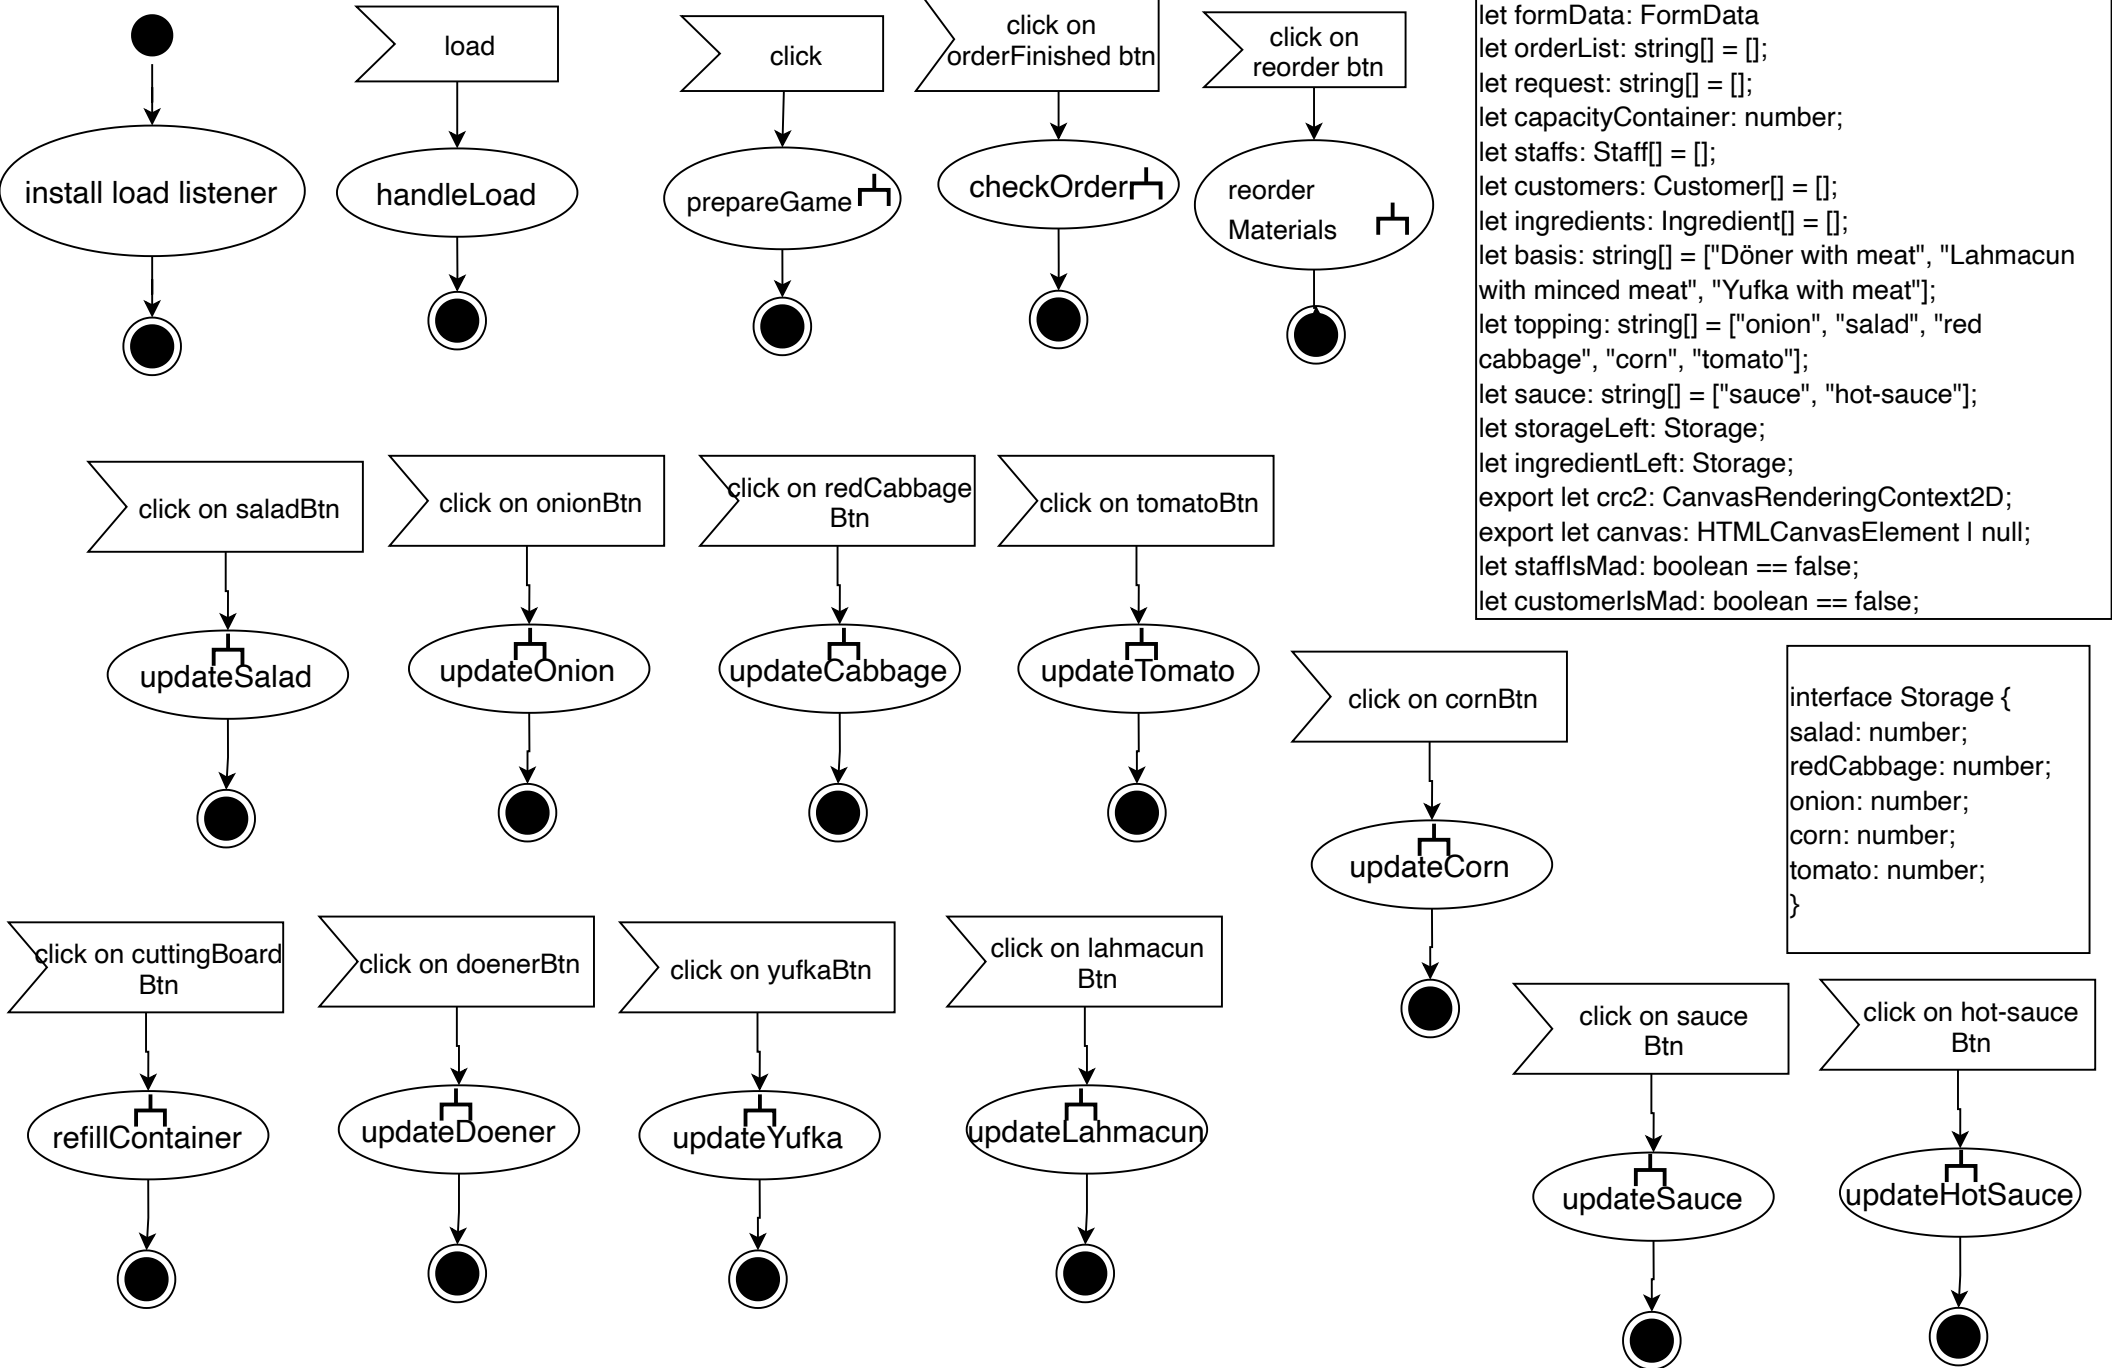 load
click
click on
orderFinished btn
click on
reorder btn
install load listener
handleLoad
prepareGame
checkOrder
reorder
Materials
let formData: FormData
let orderList: string[] = [];
let request: string[] = [];
let capacityContainer: number;
let staffs: Staff[] = [];
let customers: Customer[] = [];
let ingredients: Ingredient[] = [];
let basis: string[] = ["Döner with meat", "Lahmacun
with minced meat", "Yufka with meat"];
let topping: string[] = ["onion", "salad", "red
cabbage", "corn", "tomato"];
let sauce: string[] = ["sauce", "hot-sauce"];
let storageLeft: Storage;
let ingredientLeft: Storage;
export let crc2: CanvasRenderingContext2D;
export let canvas: HTMLCanvasElement | null;
let staffIsMad: boolean == false;
let customerIsMad: boolean == false;
click on saladBtn
click on onionBtn
click on redCabbage
Btn
click on tomatoBtn
updateSalad
updateOnion
updateCabbage
updateTomato
click on cornBtn
updateCorn
interface Storage {
salad: number;
redCabbage: number;
onion: number;
corn: number;
tomato: number;
}
click on cuttingBoard
Btn
click on doenerBtn
click on yufkaBtn
click on lahmacun
Btn
click on sauce
Btn
click on hot-sauce
Btn
refillContainer
updateDoener
updateYufka
updateLahmacun
updateSauce
updateHotSauce